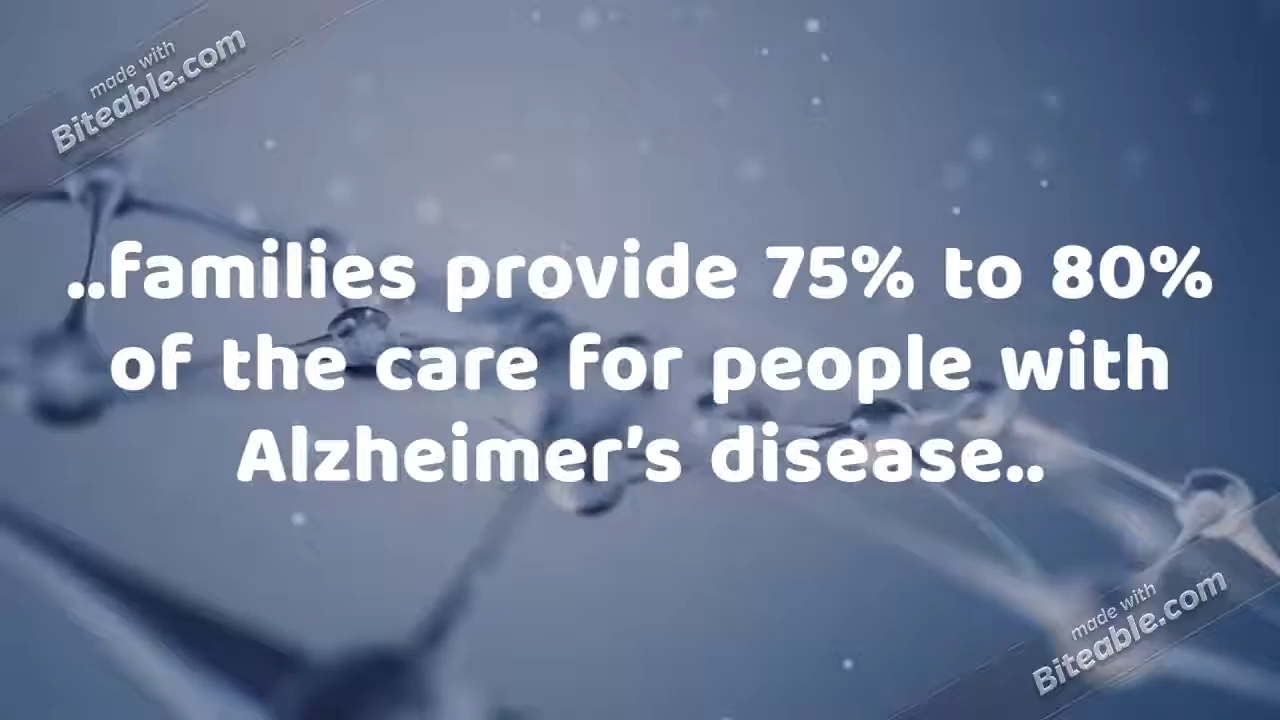 made with
Biteable.com
..families provide 75% to 80%
of the care for people with
Alzheimer’s disease..
made with
Biteable.com